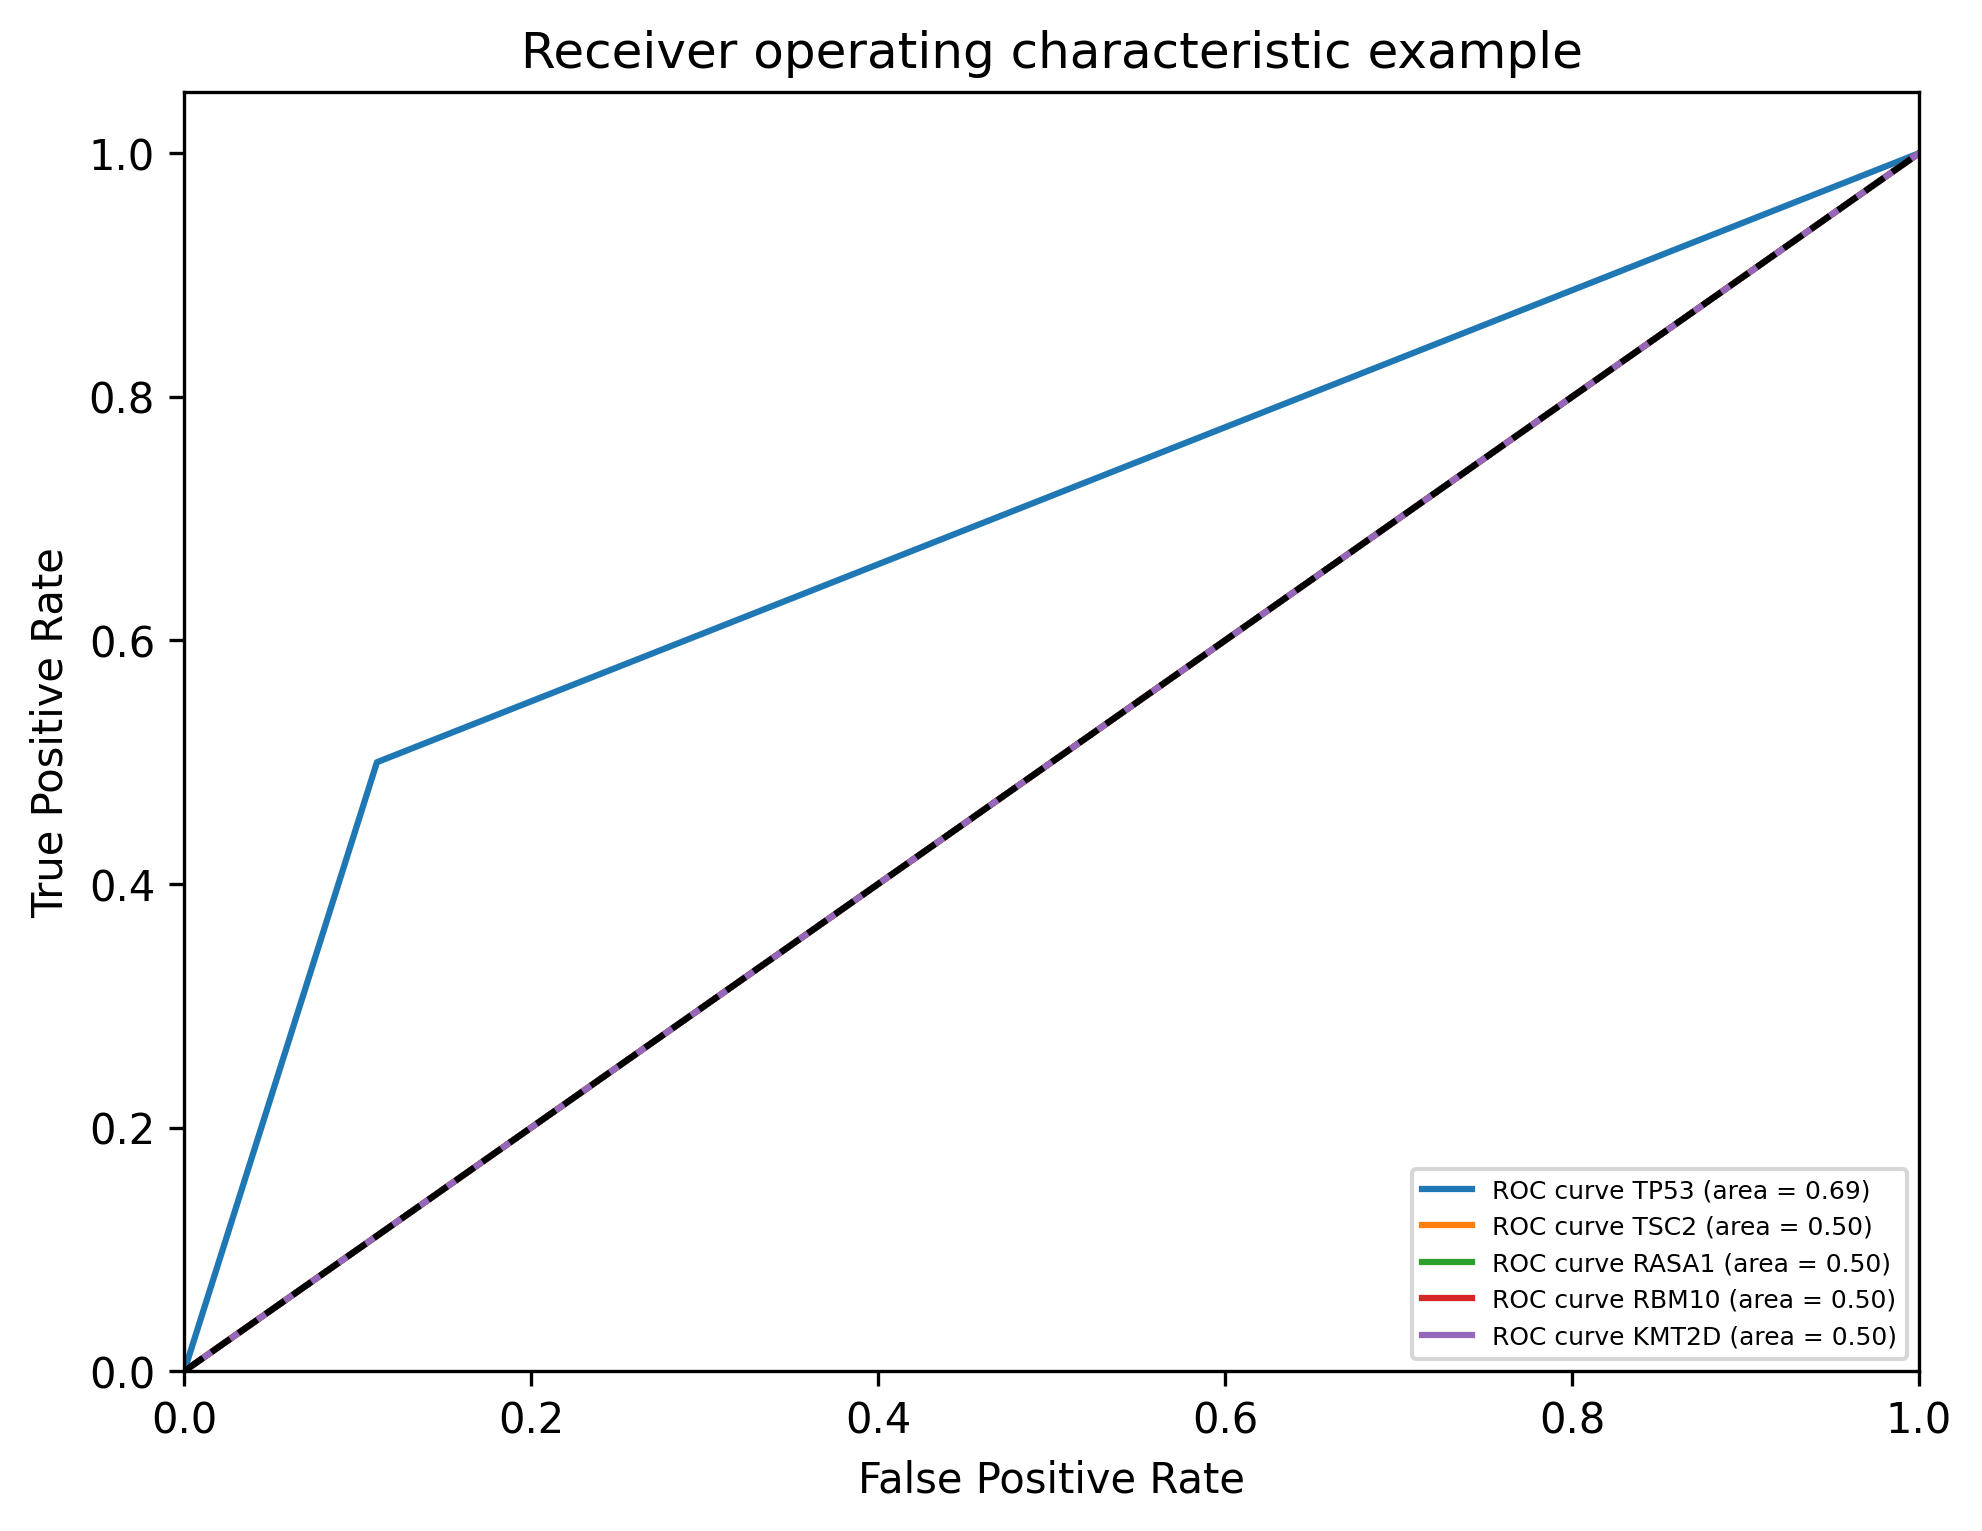 Receiver operating characteristic example
True Positive Rate
1.0
0.8
0.6
0.4
0.2
0.0
0.0 0.2 0.4 0.6 0.8 1.0
False Positive Rate
ROC curve TP53 (area = 0.69)
ROC curve TSC2 (area = 0.50)
ROC curve RASA1 (area = 0.50)
ROC curve RBM10 (area = 0.50)
ROC curve KMT2D (area = 0.50)